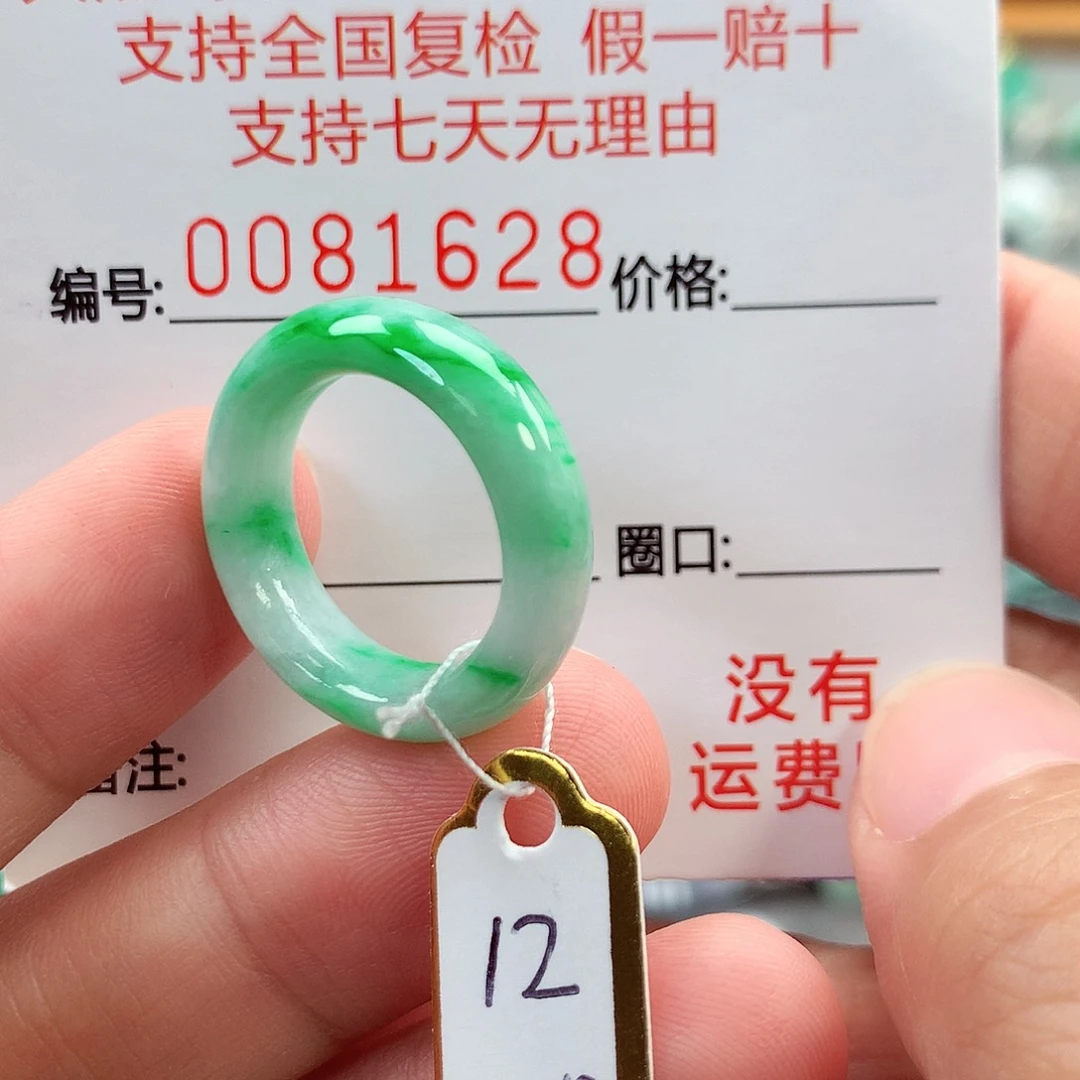 支持全国复检 假一赔十
支持七天无理由
编号: 0081628 价格:
圈口:
没有
运费
注:
12